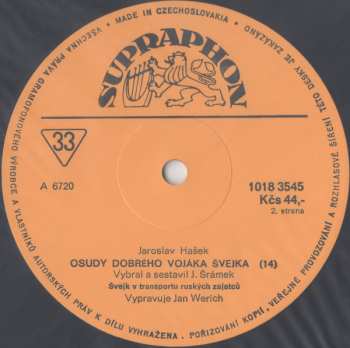 • MADE IN CZECHOSLOVAKIA •
VŠECHNA PRÁVA GRAMOFONOVÉHO VÝROBCE A VLASTNÍKŮ AUTORSKÝCH PRÁV K DÍLU VYHRAŽENA. POŘIZOVÁNÍ KOPIÍ, VEŘEJNÉ PROVOZOVÁNÍ A ROZHLASOVÉ ŠÍŘENÍ TÉTO DESKY JE ZAKÁZÁNO
SUPRAPHON
33
A 6720
1018 3545
Kčs 44,-
2. strana
Jaroslav Hašek
OSUDY DOBRÉHO VOJÁKA ŠVEJKA (14)
Vybral a sestavil J. Šrámek
Švejk v transportu ruských zajatců
Vypravuje Jan Werich